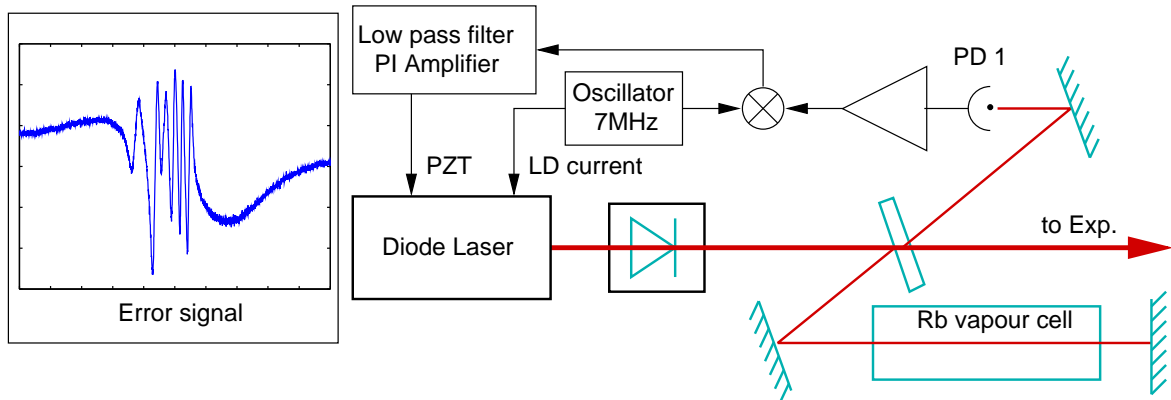 Low pass filter
PI Amplifier
Oscillator
7MHz
PD 1
PZT
LD current
Diode Laser
to Exp.
Rb vapour cell
Error signal